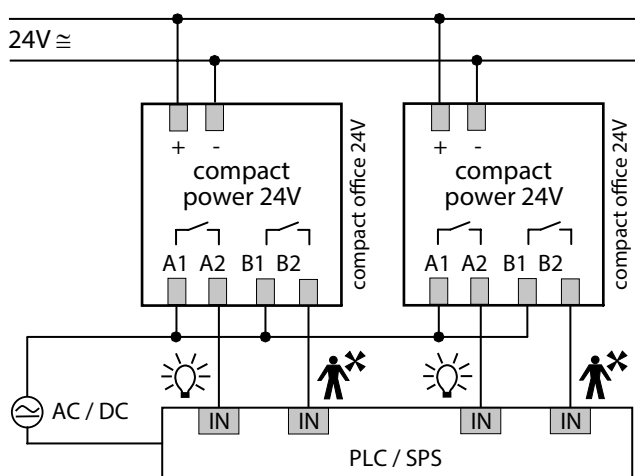 24V ≅
+ -
compact
power 24V
A1 A2 B1 B2
compact office 24V
+ -
compact
power 24V
A1 A2 B1 B2
compact office 24V
AC / DC
IN IN IN IN
PLC / SPS